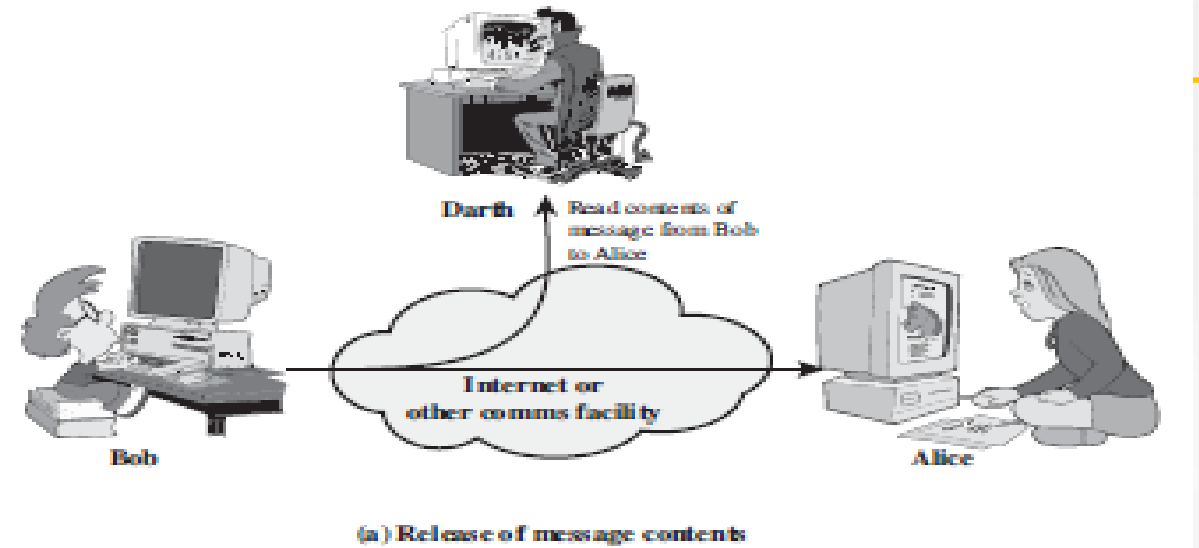 Darth
Read contents of
message from Bob
to Alice
Internet or
other comms facility
Bob
Alice
(a) Release of message contents